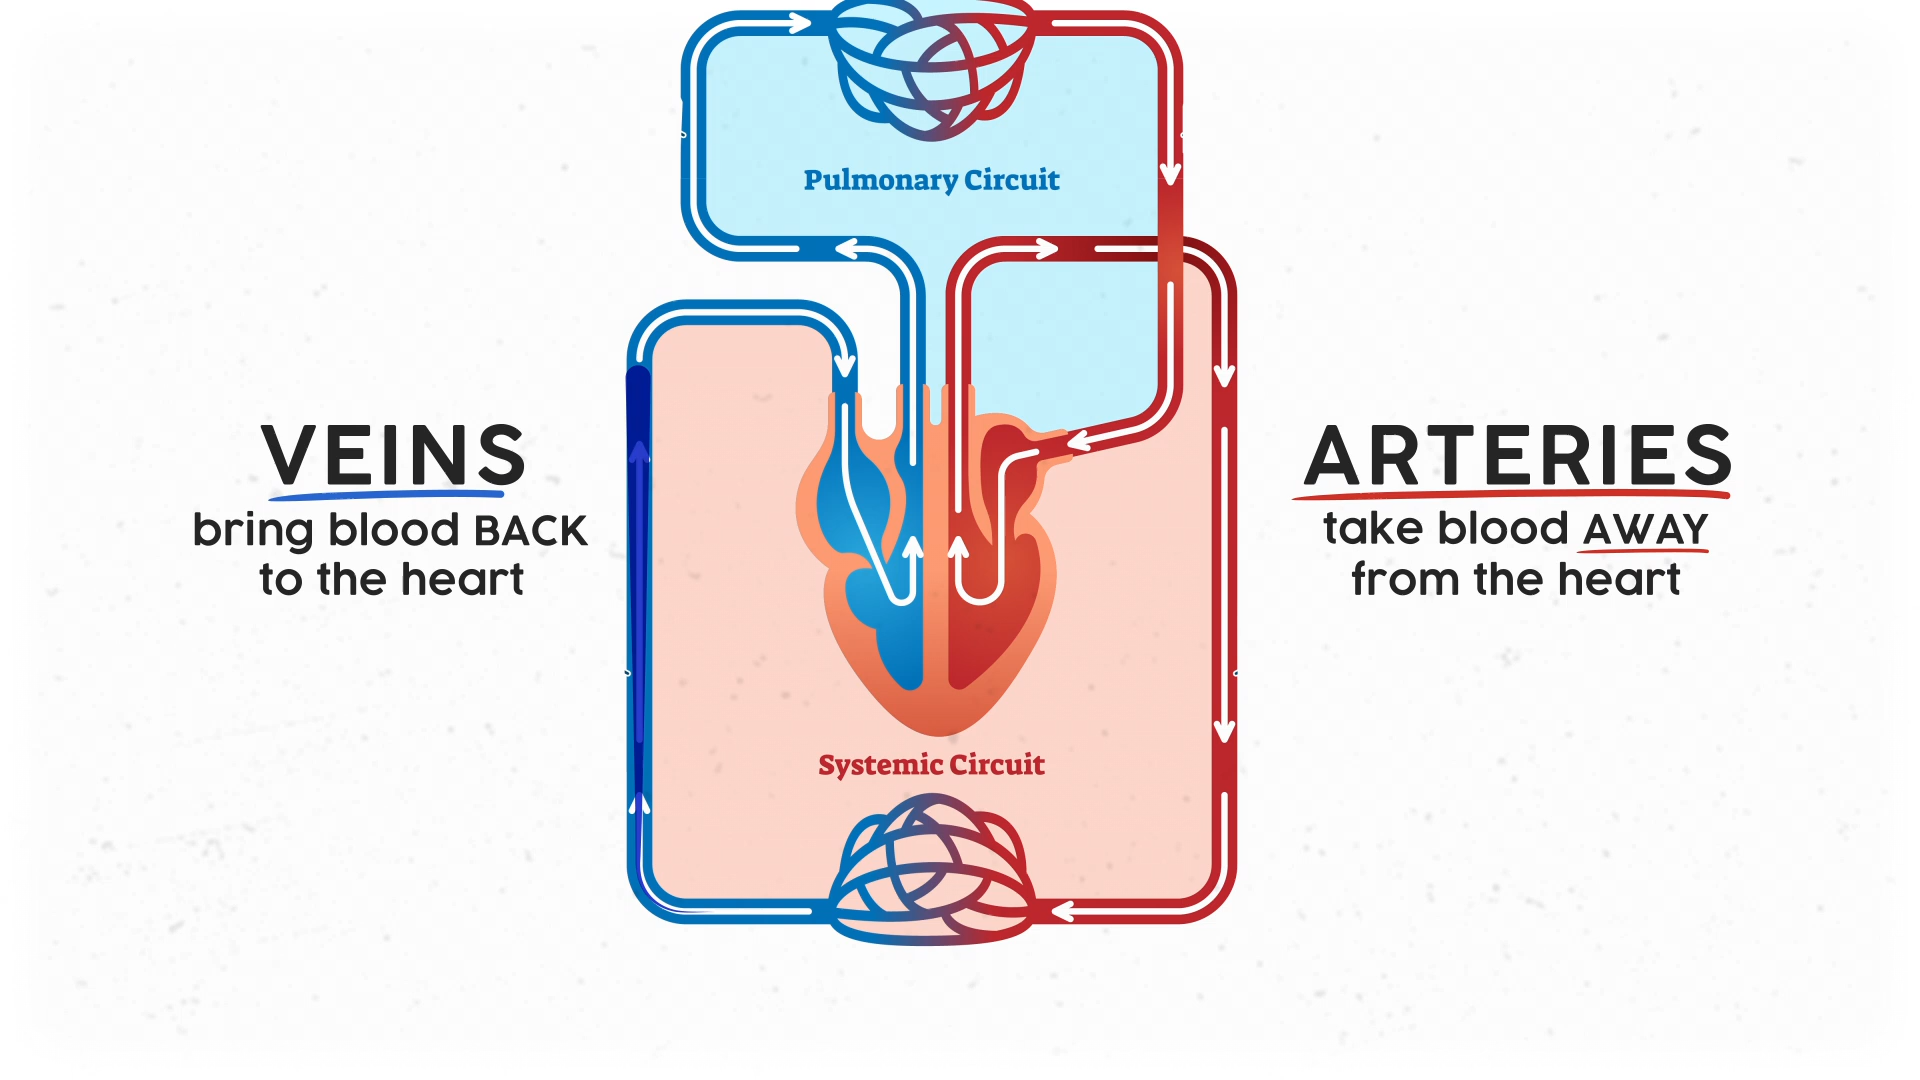 Pulmonary Circuit
VEINS
bring blood BACK
to the heart
ARTERIES
take blood AWAY
from the heart
Systemic Circuit